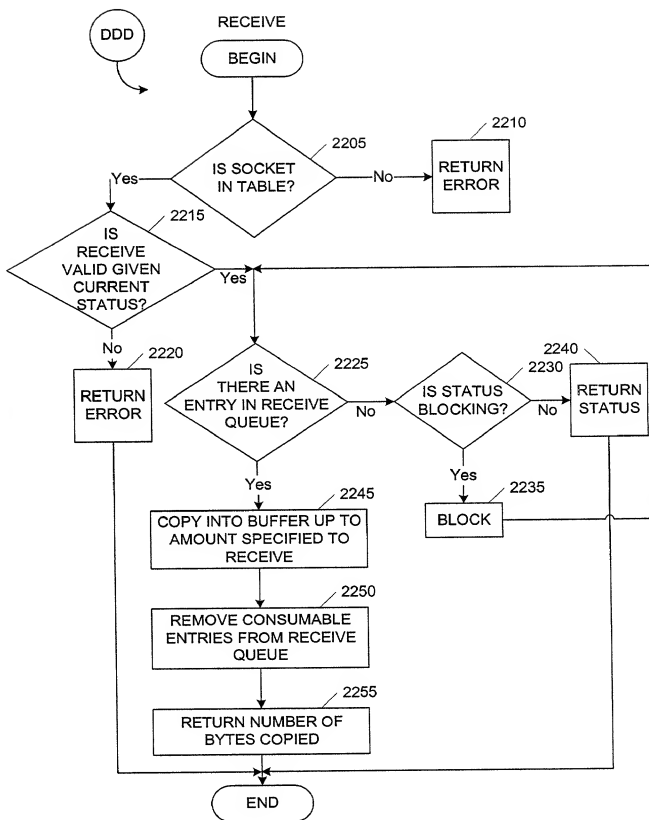 DDD
RECEIVE
BEGIN
2205
IS SOCKET
IN TABLE?
Yes
No
2210
RETURN
ERROR
2215
IS
RECEIVE
VALID GIVEN
CURRENT
STATUS?
Yes
No
2220
RETURN
ERROR
2225
IS
THERE AN
ENTRY IN RECEIVE
QUEUE?
No
Yes
2230
IS STATUS
BLOCKING?
No
Yes
2240
RETURN
STATUS
2235
BLOCK
2245
COPY INTO BUFFER UP TO
AMOUNT SPECIFIED TO
RECEIVE
2250
REMOVE CONSUMABLE
ENTRIES FROM RECEIVE
QUEUE
2255
RETURN NUMBER OF
BYTES COPIED
END